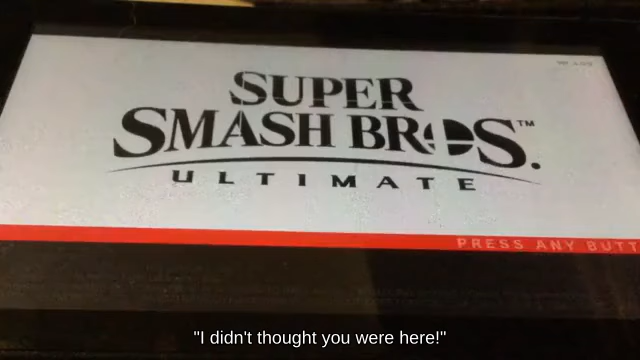 SUPER
SMASH BROS.™
ULTIMATE
PRESS ANY BUTT
"I didn't thought you were here!"